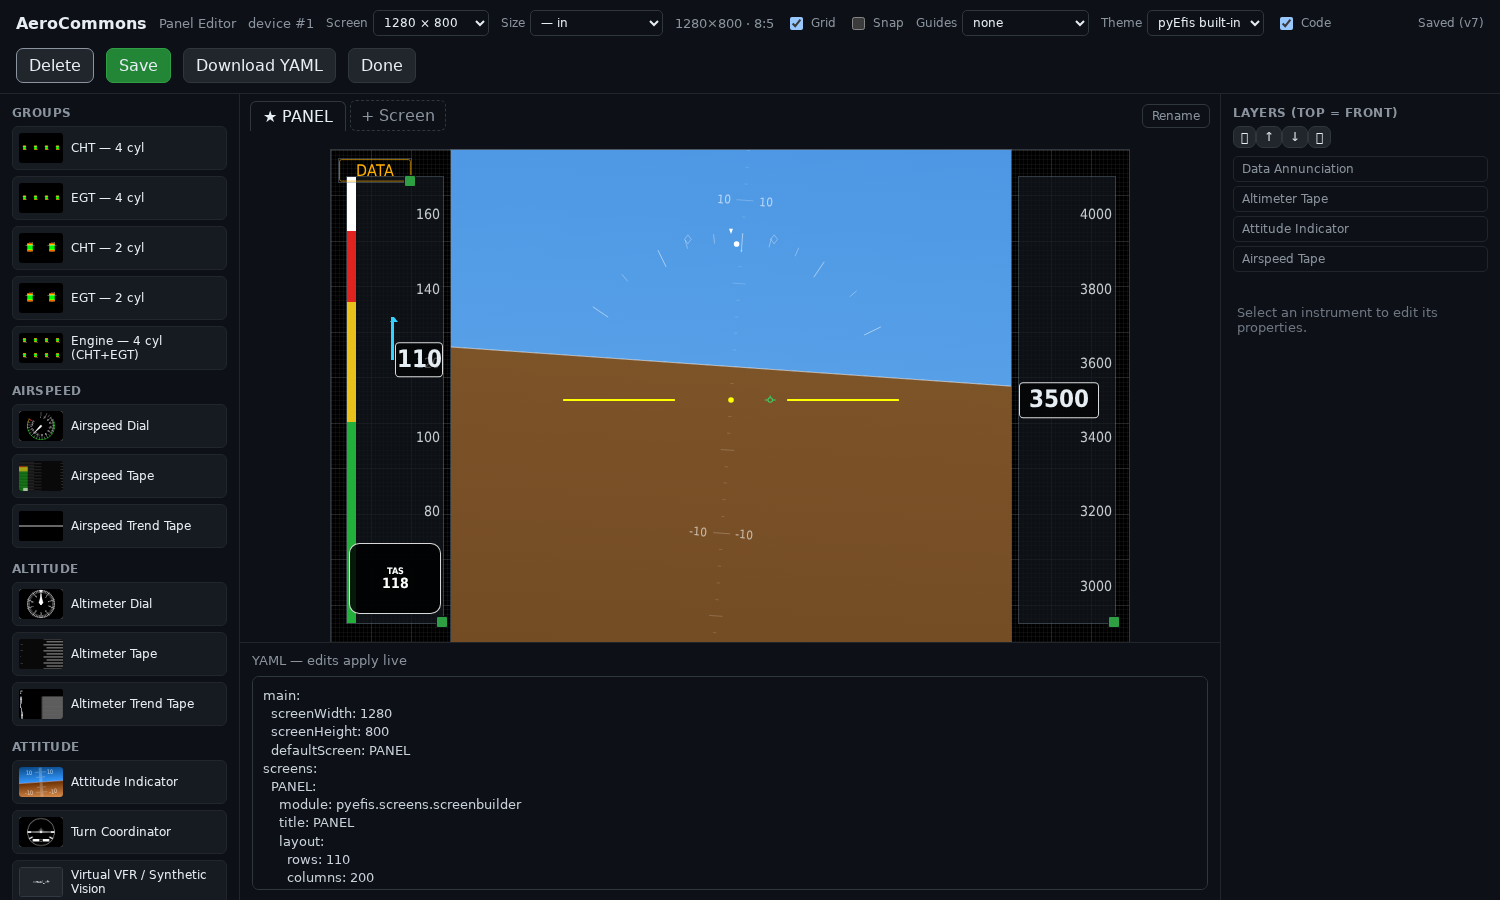 AeroCommons Panel Editor device #1 Screen 1280 × 800 Size — in 1280×800 · 8:5 Grid Snap Guides none Theme pyEfis built-in Code Saved (v7)
Delete Save Download YAML Done
GROUPS
CHT — 4 cyl
EGT — 4 cyl
CHT — 2 cyl
EGT — 2 cyl
Engine — 4 cyl
(CHT+EGT)
AIRSPEED
Airspeed Dial
Airspeed Tape
Airspeed Trend Tape
ALTITUDE
Altimeter Dial
Altimeter Tape
Altimeter Trend Tape
ATTITUDE
Attitude Indicator
Turn Coordinator
Virtual VFR / Synthetic
Vision
★ PANEL + Screen Rename
DATA
160
140
110
100
80
TAS
118
10 10
-10 -10
4000
3800
3600
3500
3400
3200
3000
YAML — edits apply live
main:
screenWidth: 1280
screenHeight: 800
defaultScreen: PANEL
screens:
PANEL:
module: pyefis.screens.screenbuilder
title: PANEL
layout:
rows: 110
columns: 200
LAYERS (TOP = FRONT)
↑ ↓
Data Annunciation
Altimeter Tape
Attitude Indicator
Airspeed Tape
Select an instrument to edit its
properties.